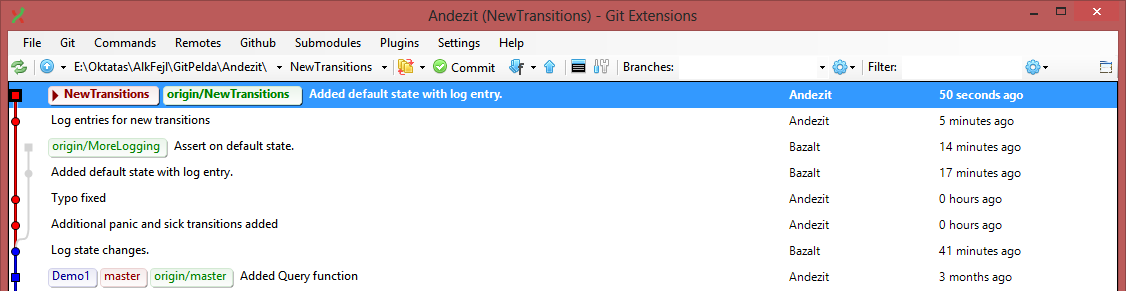 Andezit (NewTransitions) - Git Extensions
File Git Commands Remotes Github Submodules Plugins Settings Help
E:\Oktatas\AlkFejl\GitPelda\Andezit\ NewTransitions Commit Branches: Filter:
NewTransitions origin/NewTransitions Added default state with log entry. Andezit 50 seconds ago
Log entries for new transitions Andezit 5 minutes ago
origin/MoreLogging Assert on default state. Bazalt 14 minutes ago
Added default state with log entry. Bazalt 17 minutes ago
Typo fixed Andezit 0 hours ago
Additional panic and sick transitions added Andezit 0 hours ago
Log state changes. Bazalt 41 minutes ago
Demo1 master origin/master Added Query function Andezit 3 months ago